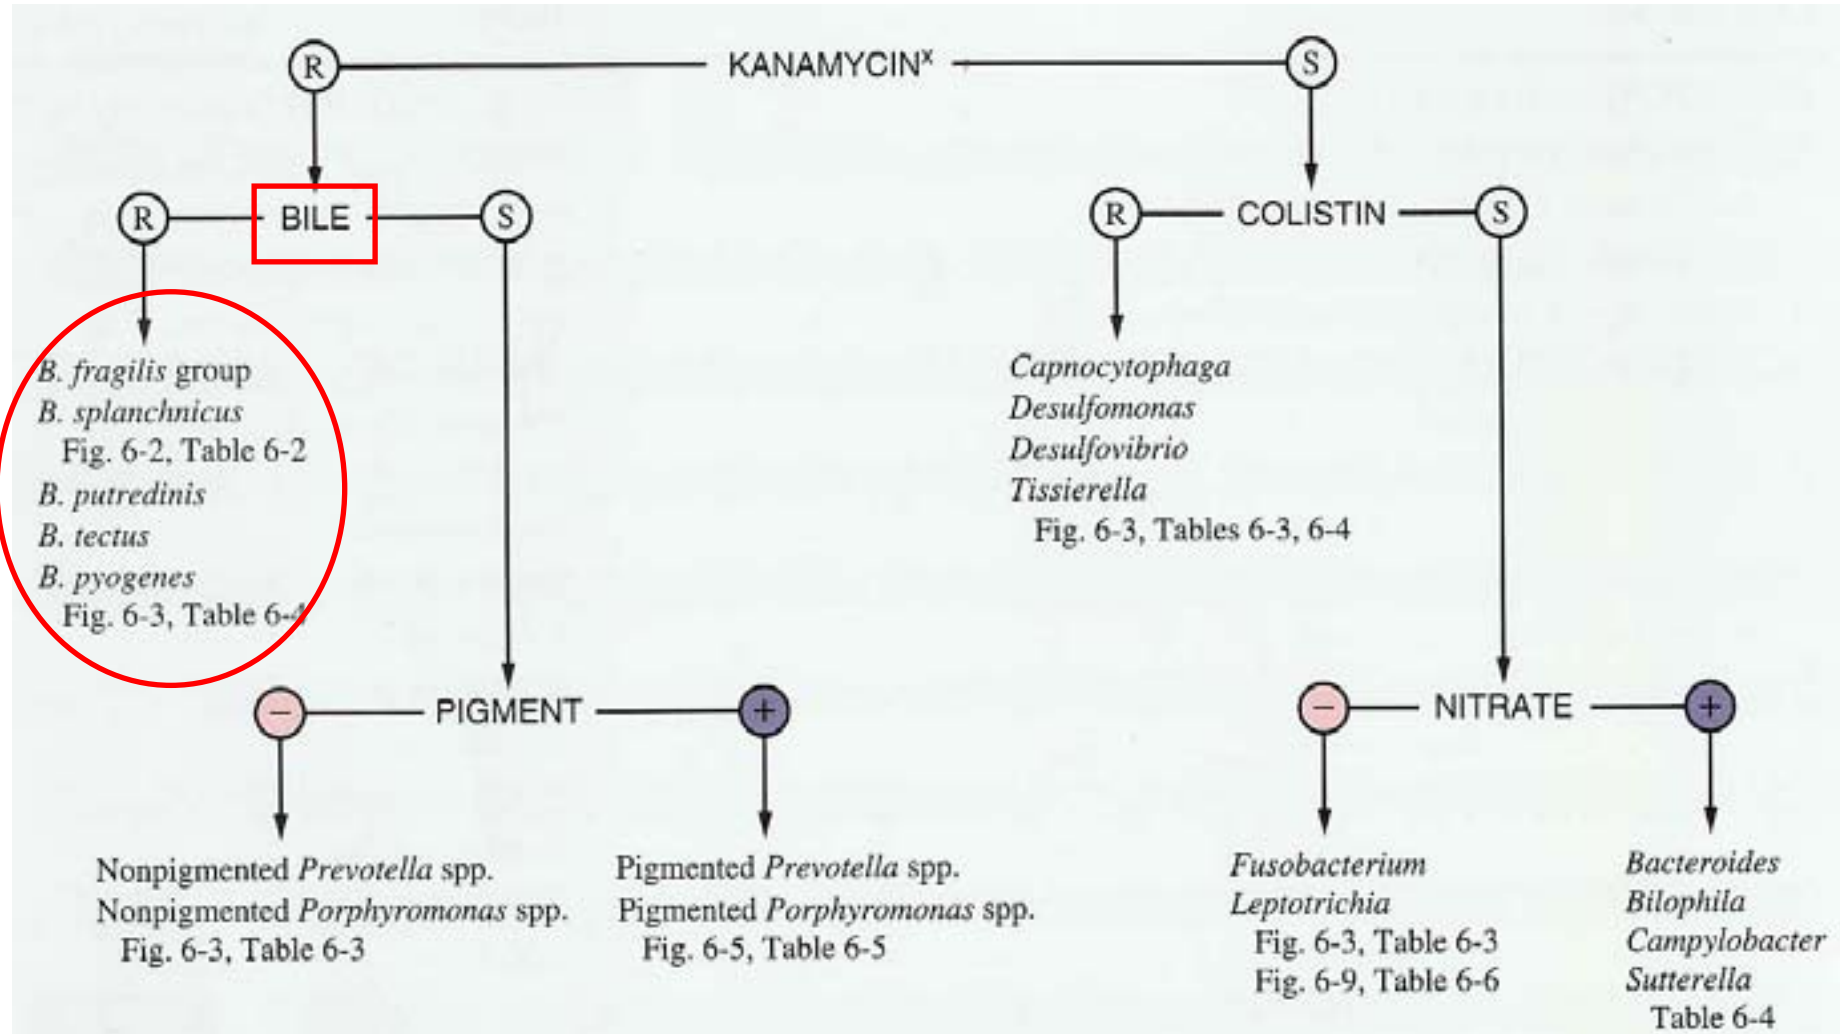 R
KANAMYCINˣ
S
R
BILE
S
R
COLISTIN
S
B. fragilis group
B. splanchnicus
Fig. 6-2, Table 6-2
B. putredinis
B. tectus
B. pyogenes
Fig. 6-3, Table 6-4
Capnocytophaga
Desulfomonas
Desulfovibrio
Tissierella
Fig. 6-3, Tables 6-3, 6-4
−
PIGMENT
+
−
NITRATE
+
Nonpigmented Prevotella spp.
Nonpigmented Porphyromonas spp.
Fig. 6-3, Table 6-3
Pigmented Prevotella spp.
Pigmented Porphyromonas spp.
Fig. 6-5, Table 6-5
Fusobacterium
Leptotrichia
Fig. 6-3, Table 6-3
Fig. 6-9, Table 6-6
Bacteroides
Bilophila
Campylobacter
Sutterella
Table 6-4